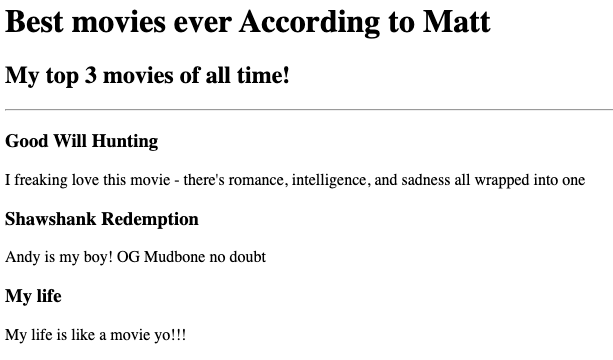 Best movies ever According to Matt
My top 3 movies of all time!
Good Will Hunting
I freaking love this movie - there's romance, intelligence, and sadness all wrapped into one
Shawshank Redemption
Andy is my boy! OG Mudbone no doubt
My life
My life is like a movie yo!!!